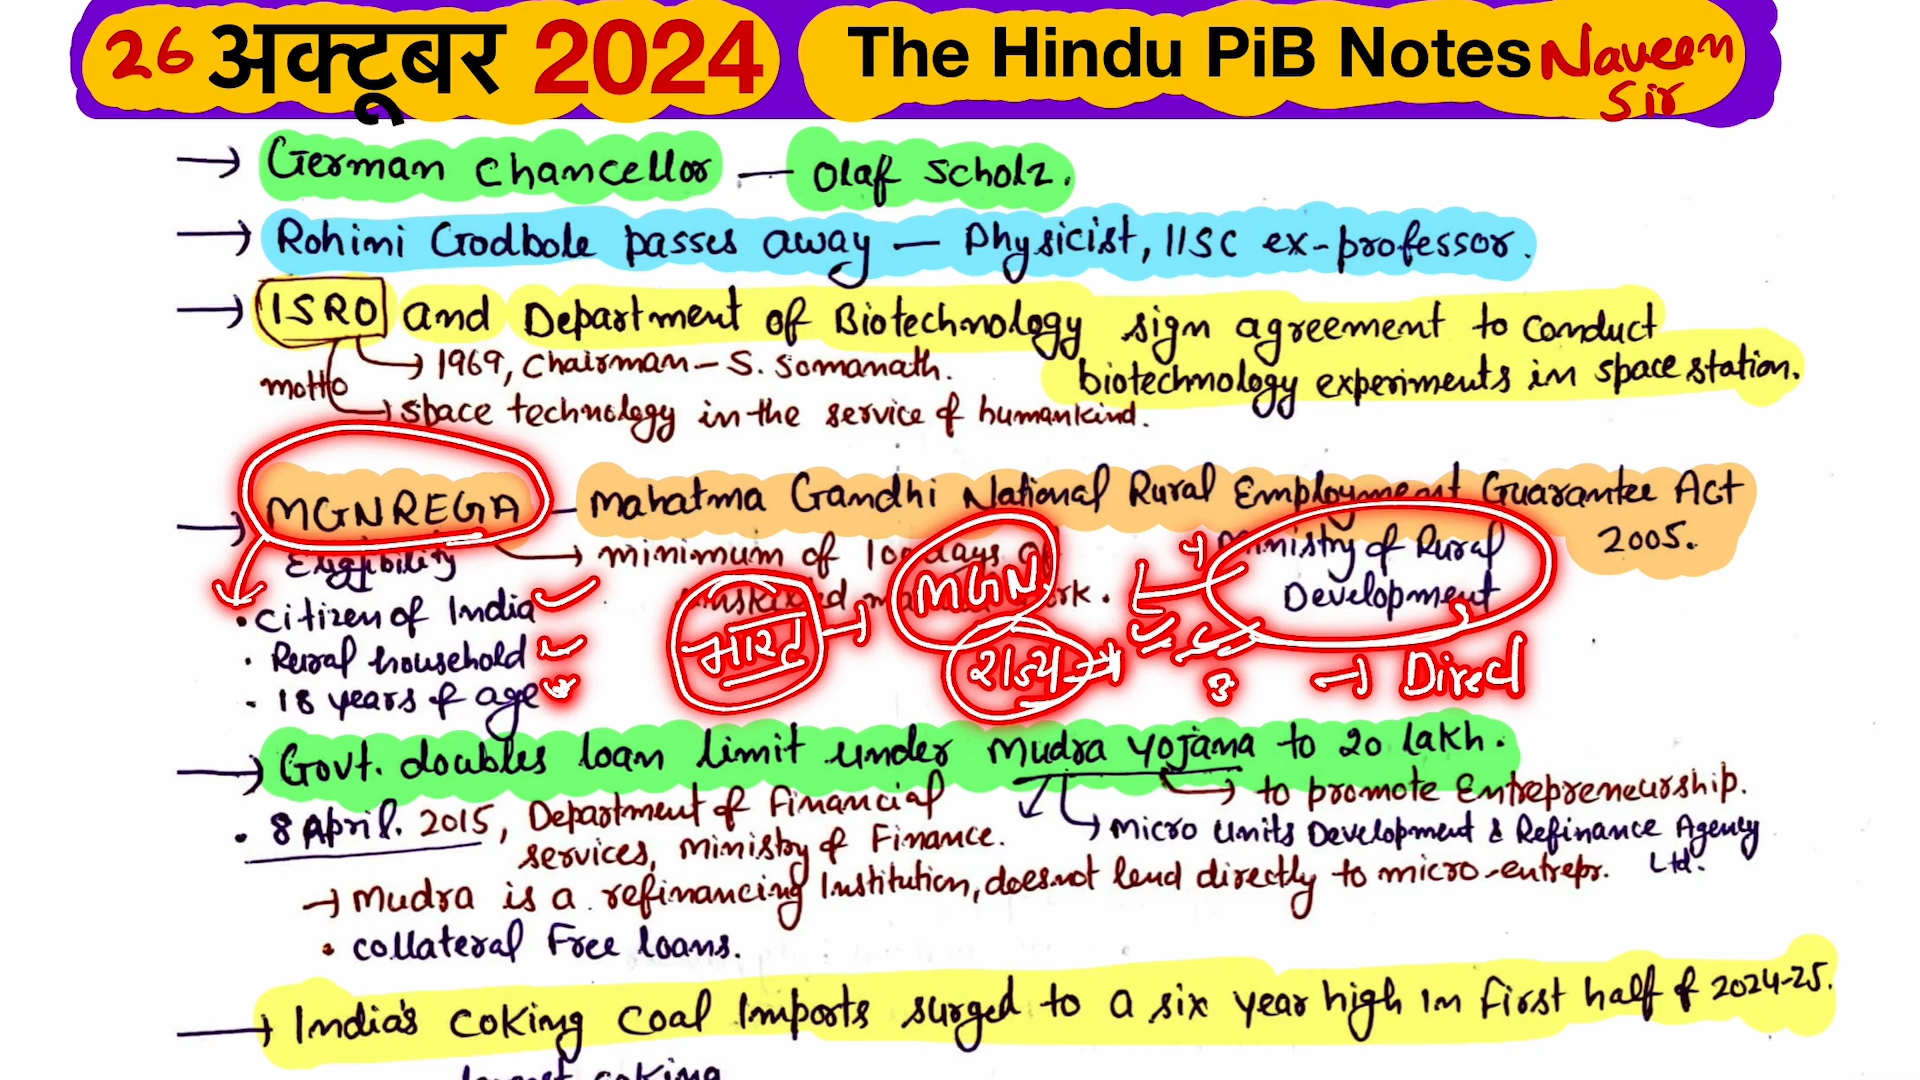 26 अक्टूबर 2024 The Hindu PiB Notes Naveen Sir
→ German Chancellor — Olaf Scholz.
→ Rohini Godbole passes away — Physicist, IISC ex-professor.
→ ISRO and Department of Biotechnology sign agreement to conduct
biotechnology experiments in space station.
→ 1969, Chairman - S. Somanath.
motto
→ space technology in the service of humankind.
→ MGNREGA - Mahatma Gandhi National Rural Employment Guarantee Act
2005.
Eligibility
→ minimum of 100 days of
Ministry of Rural
Development
• citizen of India
• Rural household
- 18 years of age
भारत → MGN
राज्य →
→ Direct
→ Govt. doubles loan limit under Mudra Yojana to 20 lakh.
→ to promote Entrepreneurship.
• 8 April. 2015, Department of Financial
services, Ministry of Finance.
→ Micro Units Development & Refinance Agency
Ltd.
→ Mudra is a refinancing Institution, does not lend directly to micro-entrepr.
• collateral Free loans.
→ India's coking coal Imports surged to a six year high in first half of 2024-25.